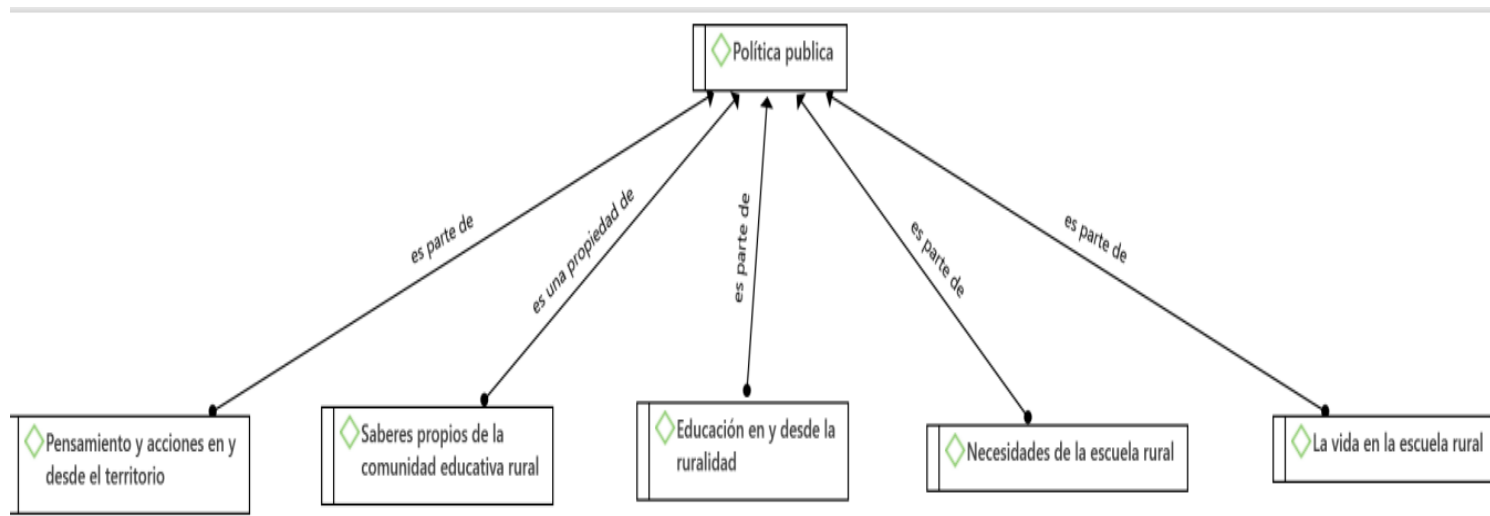 Política publica
es parte de
es una propiedad de
es parte de
es parte de
es parte de
Pensamiento y acciones en y
desde el territorio
Saberes propios de la
comunidad educativa rural
Educación en y desde la
ruralidad
Necesidades de la escuela rural
La vida en la escuela rural